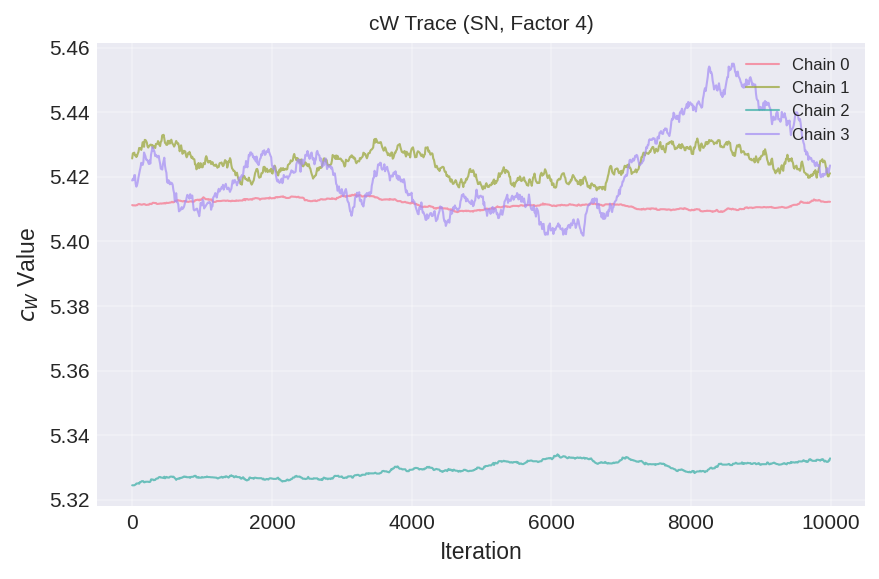 cW Trace (SN, Factor 4)
5.46
5.44
5.42
5.40
5.38
5.36
5.34
5.32
cW Value
0
2000
4000
6000
8000
10000
Iteration
Chain 0
Chain 1
Chain 2
Chain 3